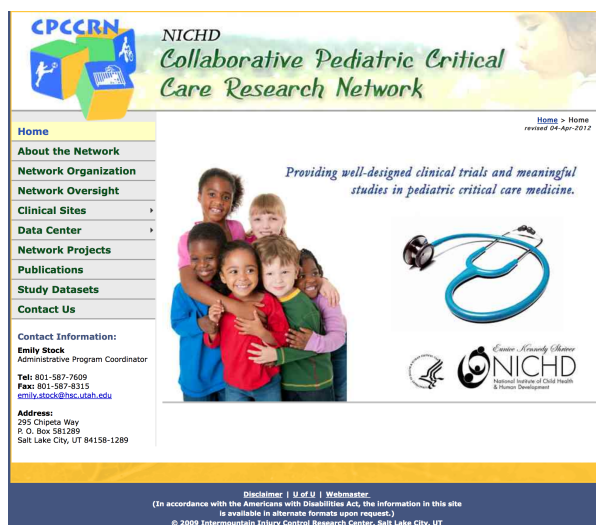 CPCCRN
NICHD
Collaborative Pediatric Critical
Care Research Network
Home > Home
revised 04-Apr-2012
Home
About the Network
Network Organization
Network Oversight
Clinical Sites
Data Center
Network Projects
Publications
Study Datasets
Contact Us
Contact Information:
Emily Stock
Administrative Program Coordinator
Tel: 801-587-7609
Fax: 801-587-8315
emily.stock@hsc.utah.edu
Address:
295 Chipeta Way
P. O. Box 581289
Salt Lake City, UT 84158-1289
Providing well-designed clinical trials and meaningful
studies in pediatric critical care medicine.
Eunice Kennedy Shriver
NICHD
National Institute of Child Health
& Human Development
Disclaimer | U of U | Webmaster
(In accordance with the Americans with Disabilities Act, the information in this site
is available in alternate formats upon request.)
© 2009 Intermountain Injury Control Research Center, Salt Lake City, UT